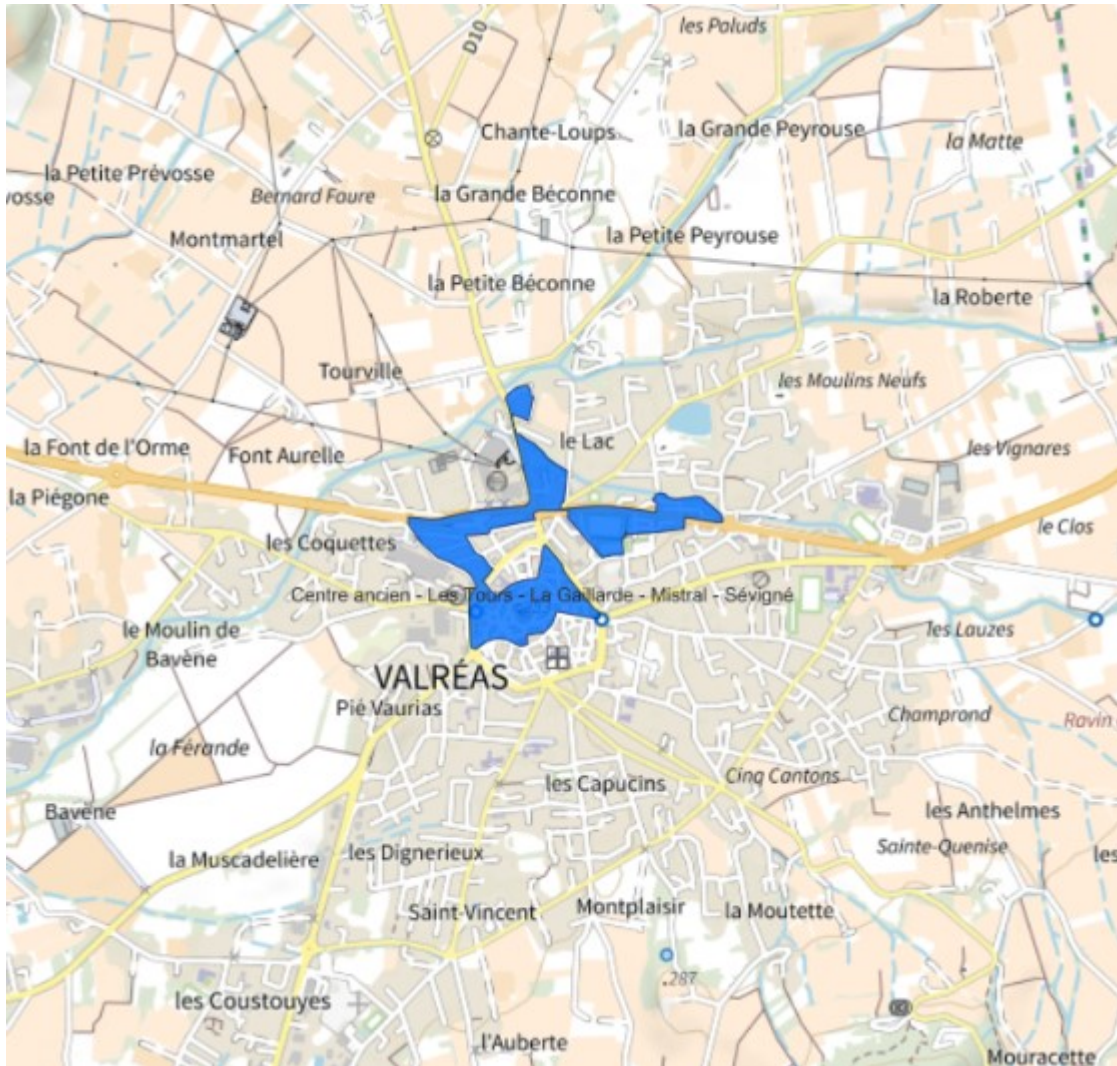 les Paluds
D10
Chante-Loups
la Grande Peyrouse
la Matte
la Petite Prévosse
vosse
Bernard Faure
la Grande Béconne
Montmartel
la Petite Peyrouse
la Petite Béconne
la Roberte
Tourville
les Moulins Neufs
la Font de l'Orme
Font Aurelle
le Lac
les Vignares
la Piégone
le Clos
les Coquettes
Centre ancien - Les Tours - La Gaillarde - Mistral - Sévigné
le Moulin de
Bavène
les Lauzes
VALRÉAS
Pié Vaurias
Champrond
Ravin
la Férande
les Capucins
Cinq Cantons
Bavène
les Anthelmes
la Muscadelière
les Dignerieux
Sainte-Quenise
les
Saint-Vincent
Montplaisir
la Moutette
.287
les Coustouyes
l'Auberte
Mouracette